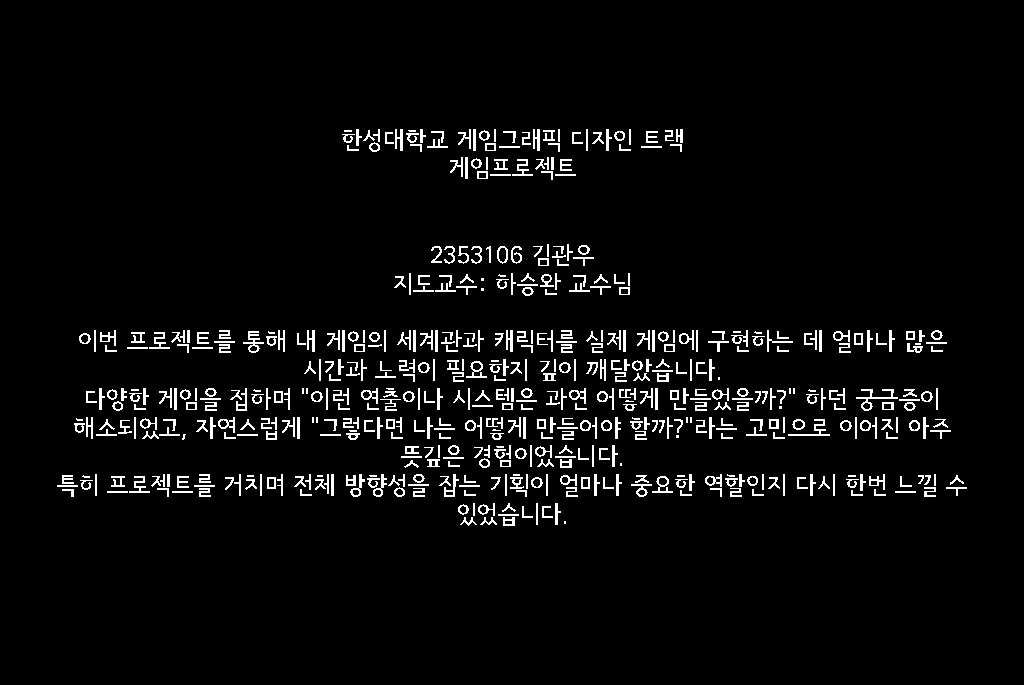 한성대학교 게임그래픽 디자인 트랙
게임프로젝트
2353106 김관우
지도교수: 하승완 교수님
이번 프로젝트를 통해 내 게임의 세계관과 캐릭터를 실제 게임에 구현하는 데 얼마나 많은
시간과 노력이 필요한지 깊이 깨달았습니다.
다양한 게임을 접하며 "이런 연출이나 시스템은 과연 어떻게 만들었을까?" 하던 궁금증이
해소되었고, 자연스럽게 "그렇다면 나는 어떻게 만들어야 할까?"라는 고민으로 이어진 아주
뜻깊은 경험이었습니다.
특히 프로젝트를 거치며 전체 방향성을 잡는 기획이 얼마나 중요한 역할인지 다시 한번 느낄 수
있었습니다.